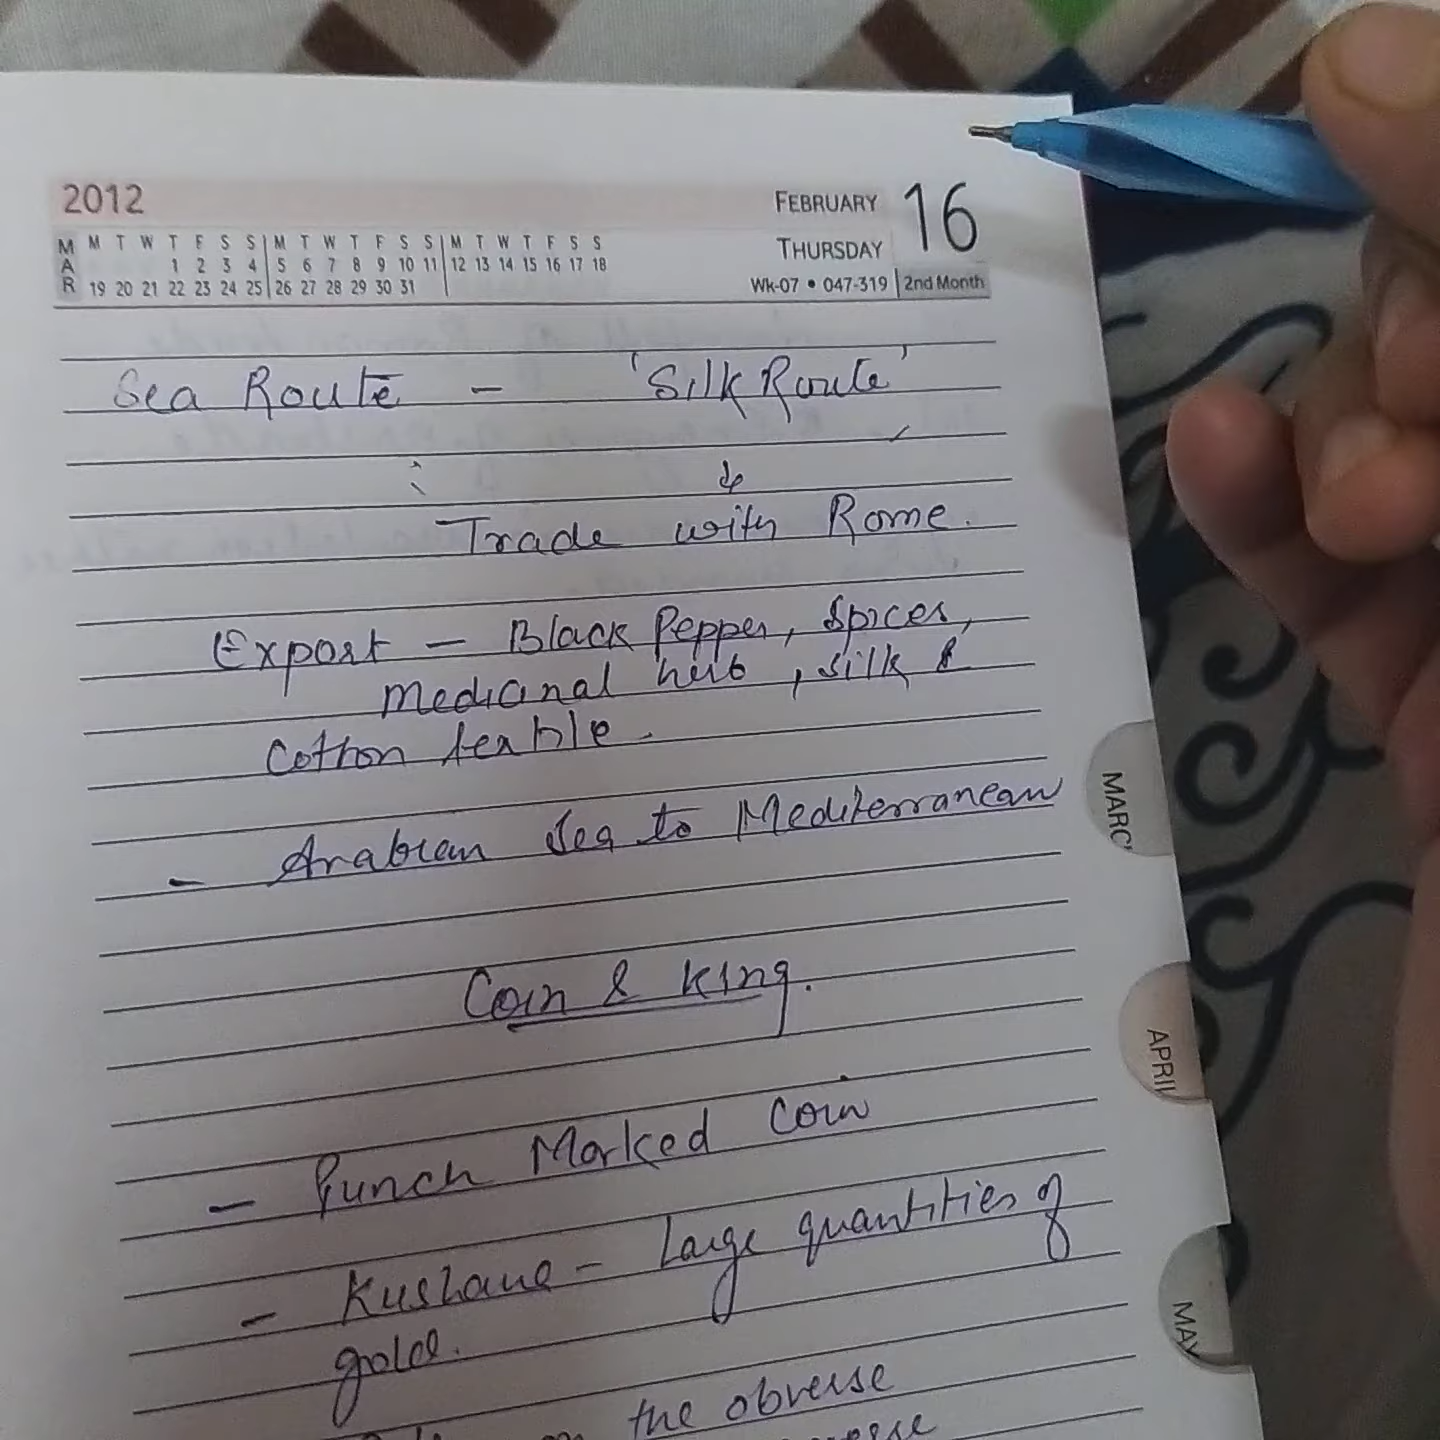 2012
FEBRUARY 16
THURSDAY
Wk-07 • 047-319 2nd Month
MAR
M T W T F S S M T W T F S S M T W T F S S
1 2 3 4 5 6 7 8 9 10 11 12 13 14 15 16 17 18
19 20 21 22 23 24 25 26 27 28 29 30 31
Sea Route - 'Silk Route'
Trade with Rome.
Export - Black Pepper, Spices,
Medicinal herb, silk &
Cotton textile.
- Arabian Sea to Mediterranean
Coin & King.
- Punch Marked Coin
- Kushana - Large quantities of
gold.
the obverse
MARC
APRIL
MAY